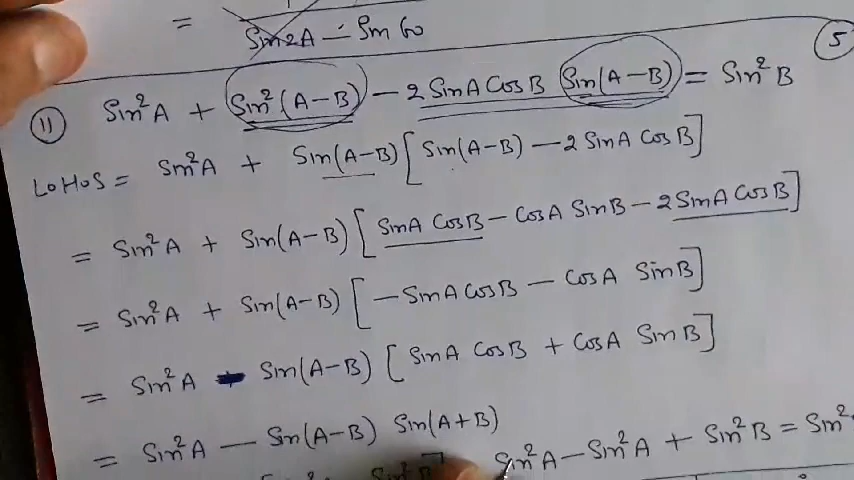 = 1
Sin2A - Sin 60
5
(11) Sin²A + Sin²(A-B) - 2 SinA CosB Sin(A-B) = Sin²B
L.H.S = Sin²A + Sin(A-B) [Sin(A-B) - 2 SinA CosB]
= Sin²A + Sin(A-B) [SinA CosB - CosA SinB - 2 SinA CosB]
= Sin²A + Sin(A-B) [- SinA CosB - CosA SinB]
= Sin²A - Sin(A-B) [SinA CosB + CosA SinB]
= Sin²A - Sin(A-B) Sin(A+B)
Sin²A - Sin²A + Sin²B = Sin²